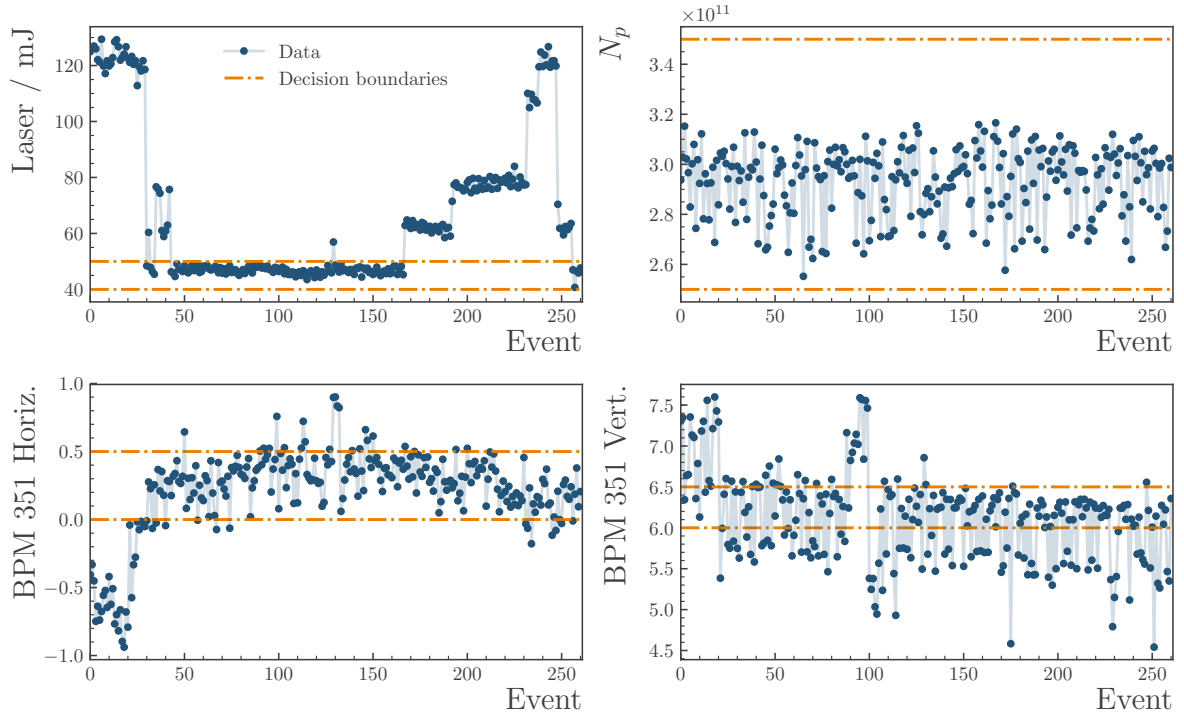 Laser / mJ
120
100
80
60
40
Data
Decision boundaries
0 50 100 150 200 250
Event
×10¹¹
N_p
3.4
3.2
3.0
2.8
2.6
0 50 100 150 200 250
Event
BPM 351 Horiz.
1.0
0.5
0.0
−0.5
−1.0
0 50 100 150 200 250
Event
BPM 351 Vert.
7.5
7.0
6.5
6.0
5.5
5.0
4.5
0 50 100 150 200 250
Event